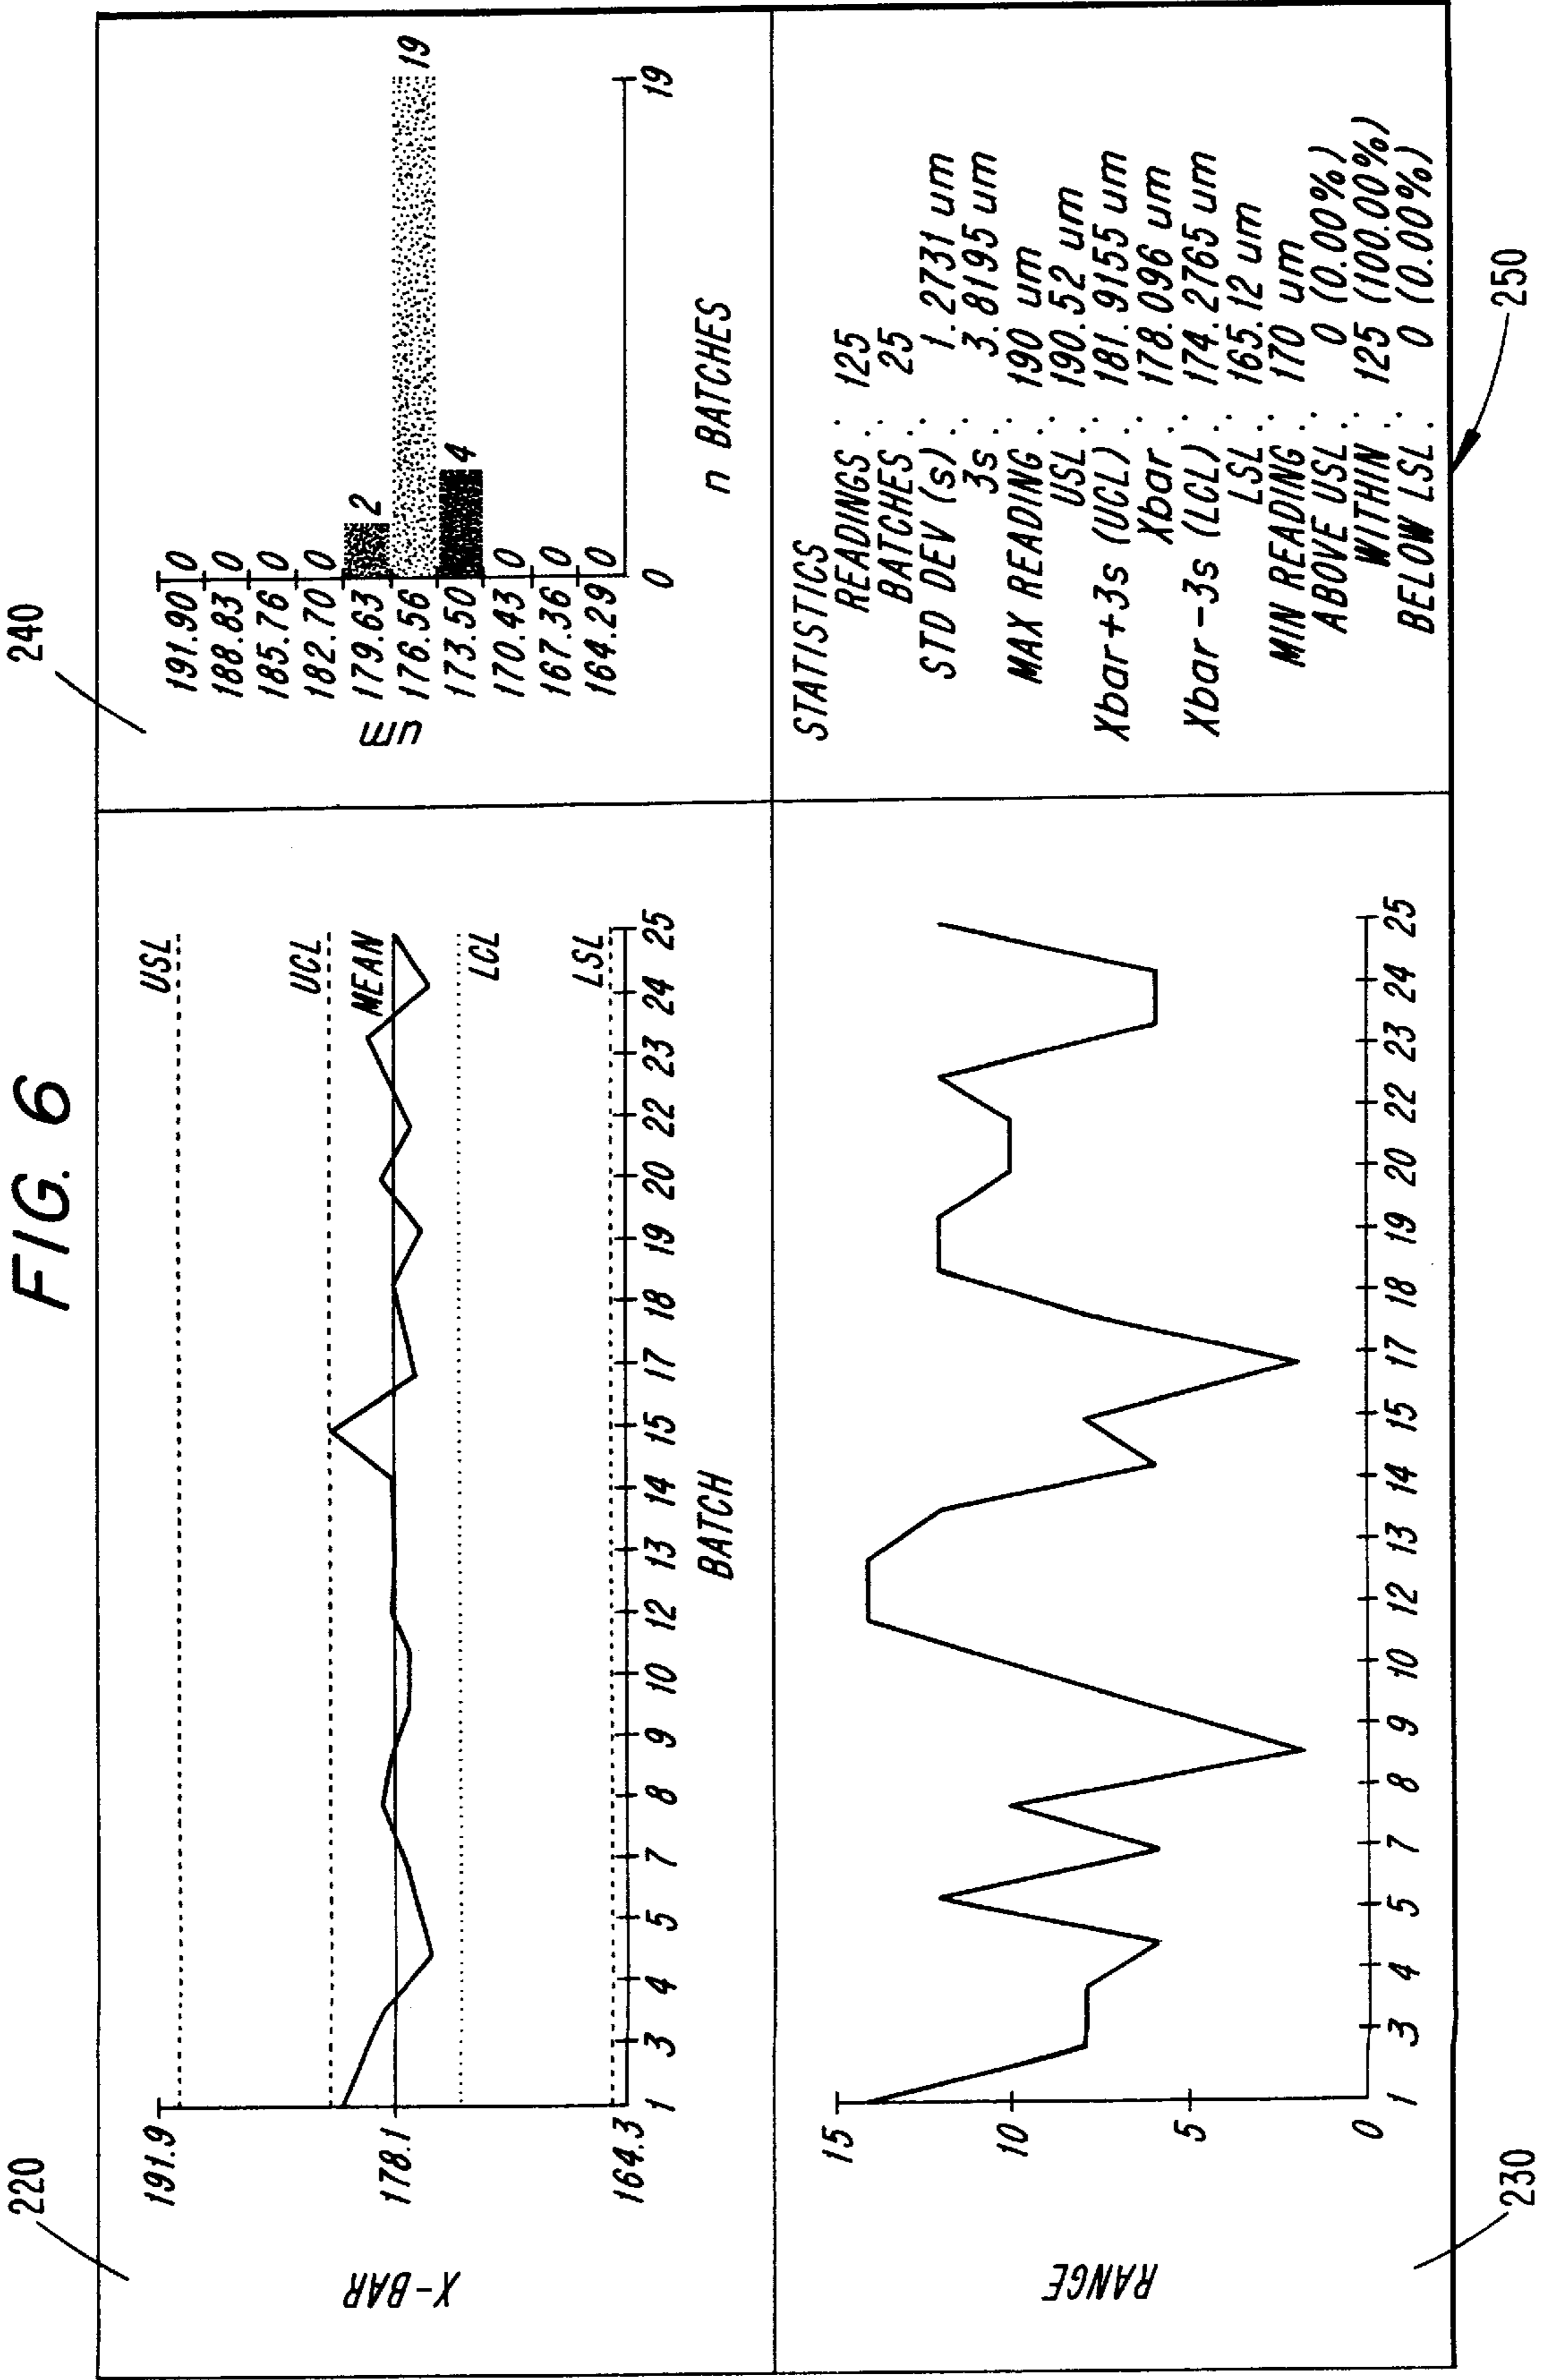 FIG. 6
220
191.9
178.1
164.3
X-BAR
USL
UCL
MEAN
LCL
LSL
1 3 4 5 7 8 9 10 12 13 14 15 17 18 19 20 22 23 24 25
BATCH
240
um
191.90 0
188.83 0
185.76 0
182.70 0
179.63 2
176.56 19
173.50 4
170.43 0
167.36 0
164.29 0
0 19
n BATCHES
RANGE
15
10
5
0
1 3 4 5 7 8 9 10 12 13 14 15 17 18 19 20 22 23 24 25
230
STATISTICS
READINGS : 125
BATCHES : 25
STD DEV (s) : 1.2731 um
3s : 3.8195 um
MAX READING : 190 um
USL : 190.52 um
Xbar+3s (UCL) : 181.9155 um
Xbar : 178.096 um
Xbar-3s (LCL) : 174.2765 um
LSL : 165.12 um
MIN READING : 170 um
ABOVE USL : 0 (0.00%)
WITHIN : 125 (100.00%)
BELOW LSL : 0 (0.00%)
250